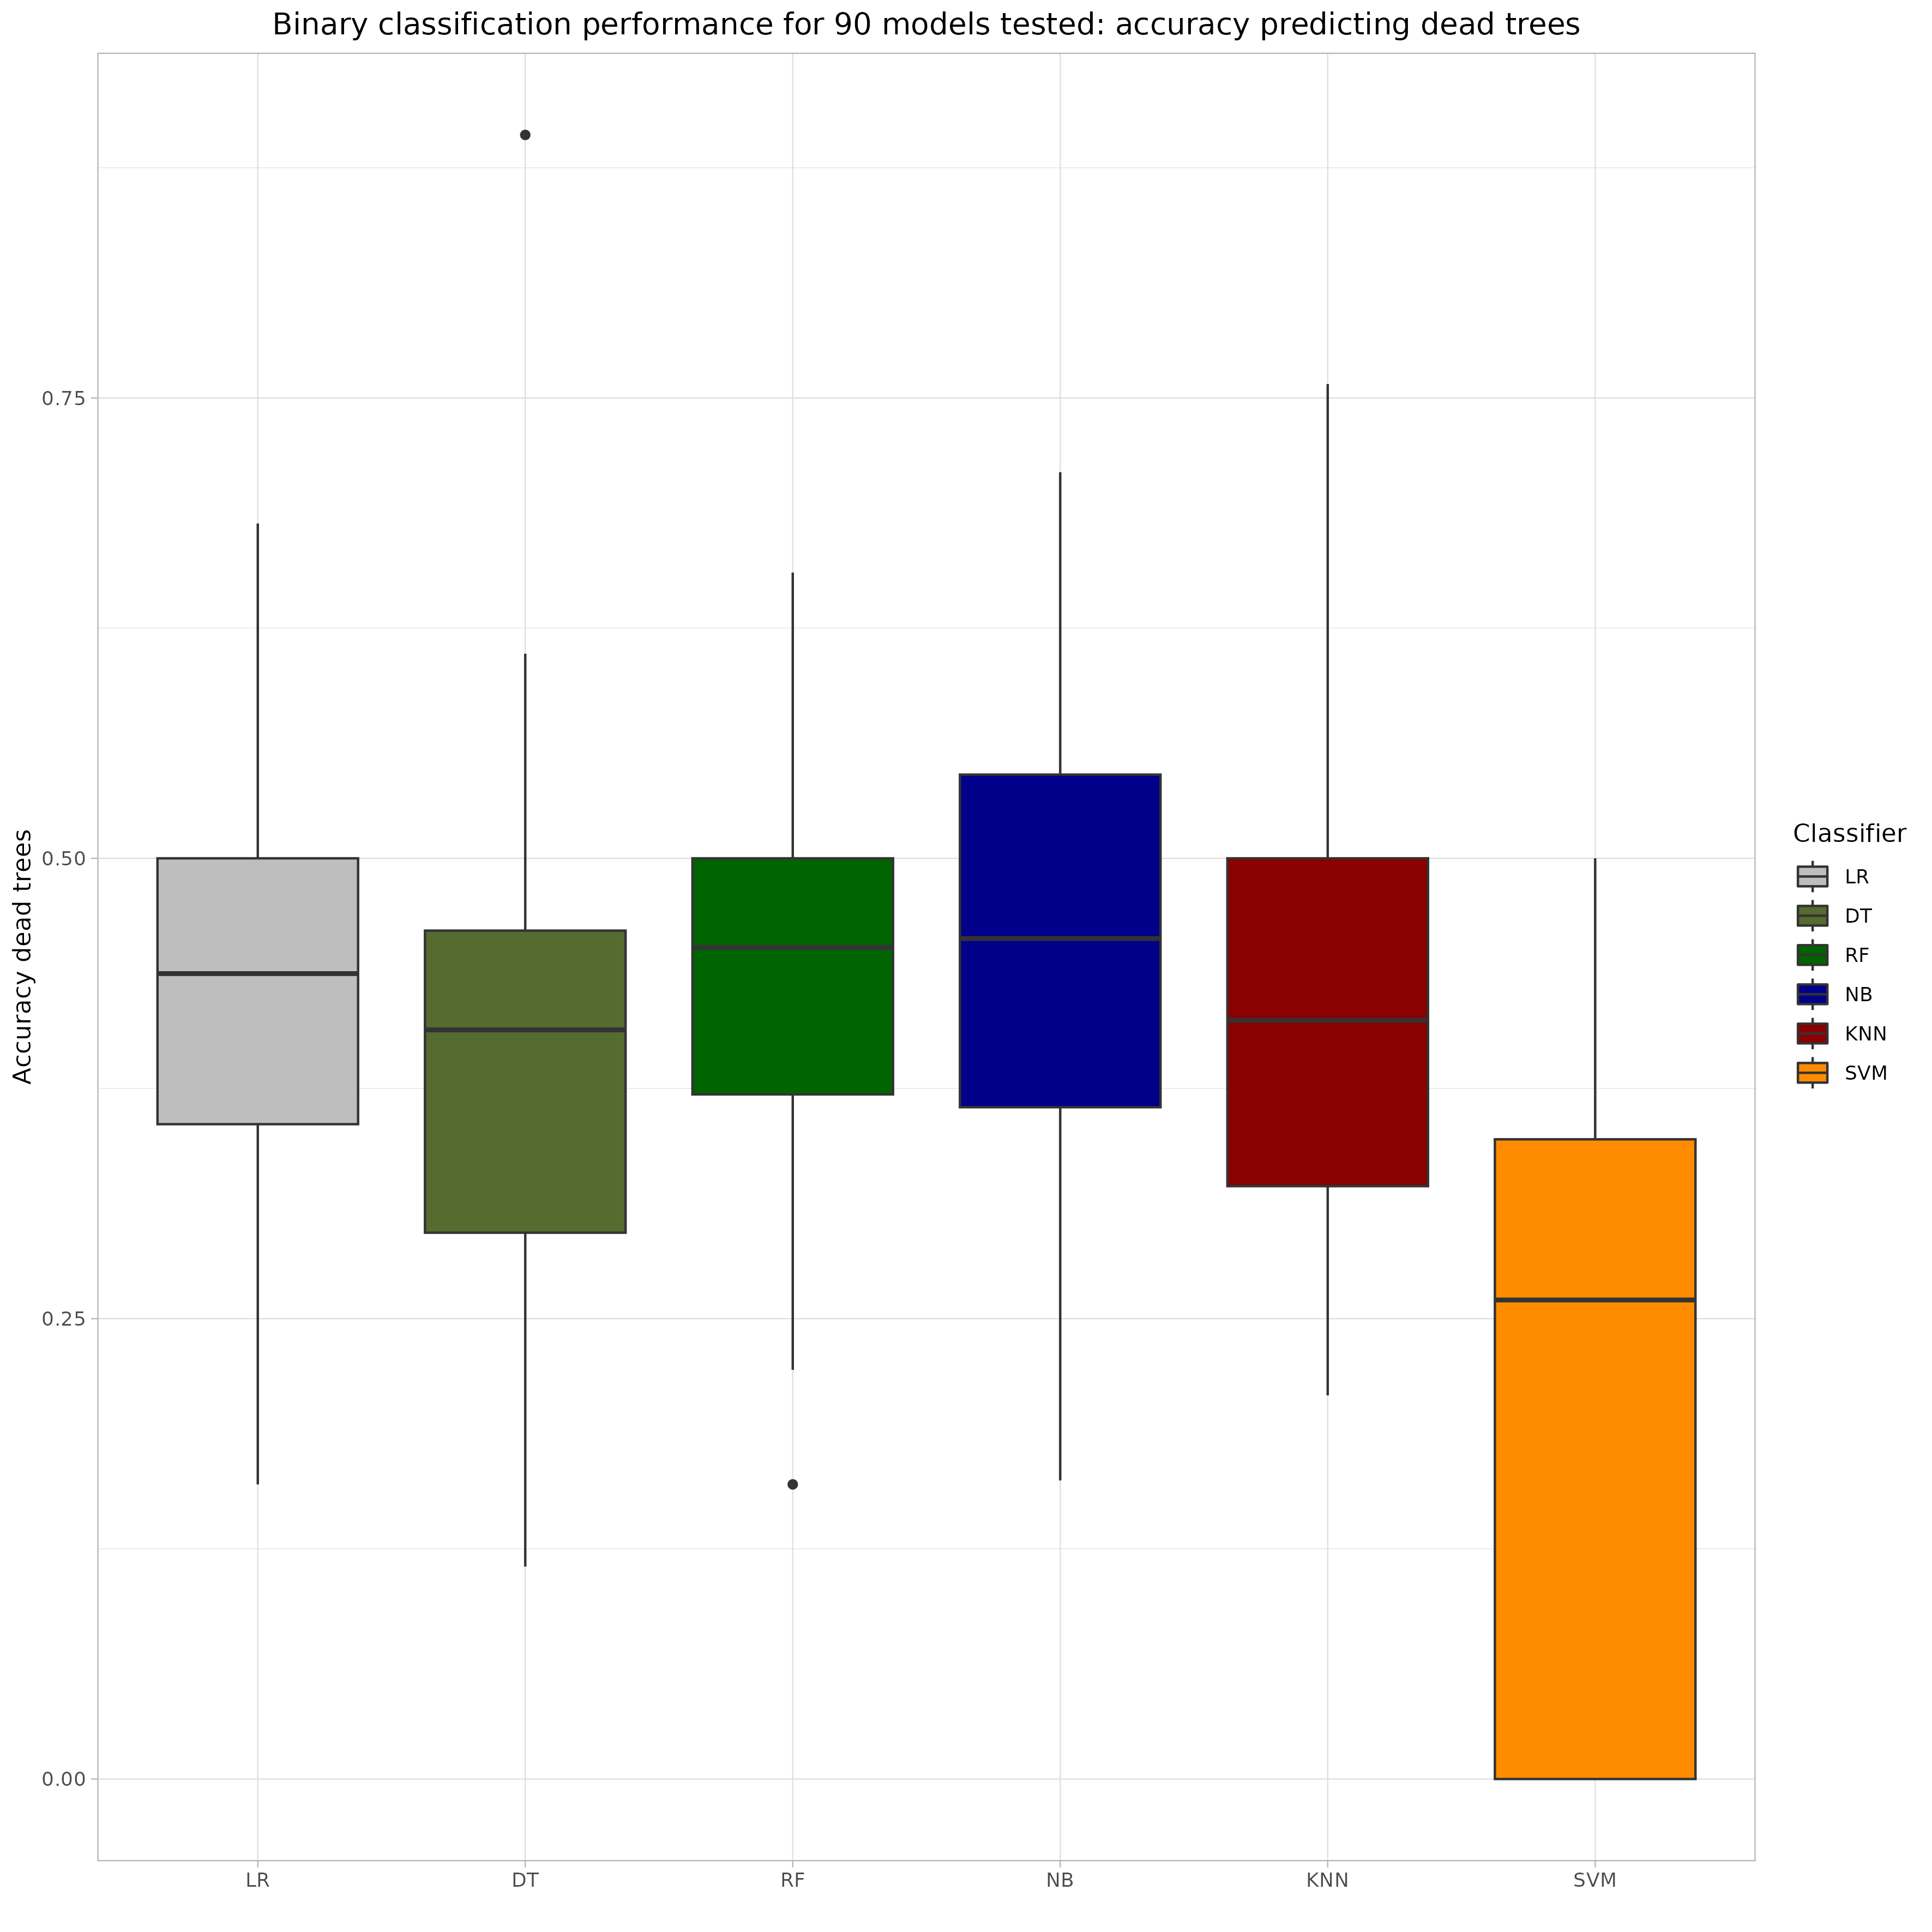 Binary classification performance for 90 models tested: accuracy predicting dead trees
Accuracy dead trees
0.75
0.50
0.25
0.00
LR
DT
RF
NB
KNN
SVM
Classifier
LR
DT
RF
NB
KNN
SVM